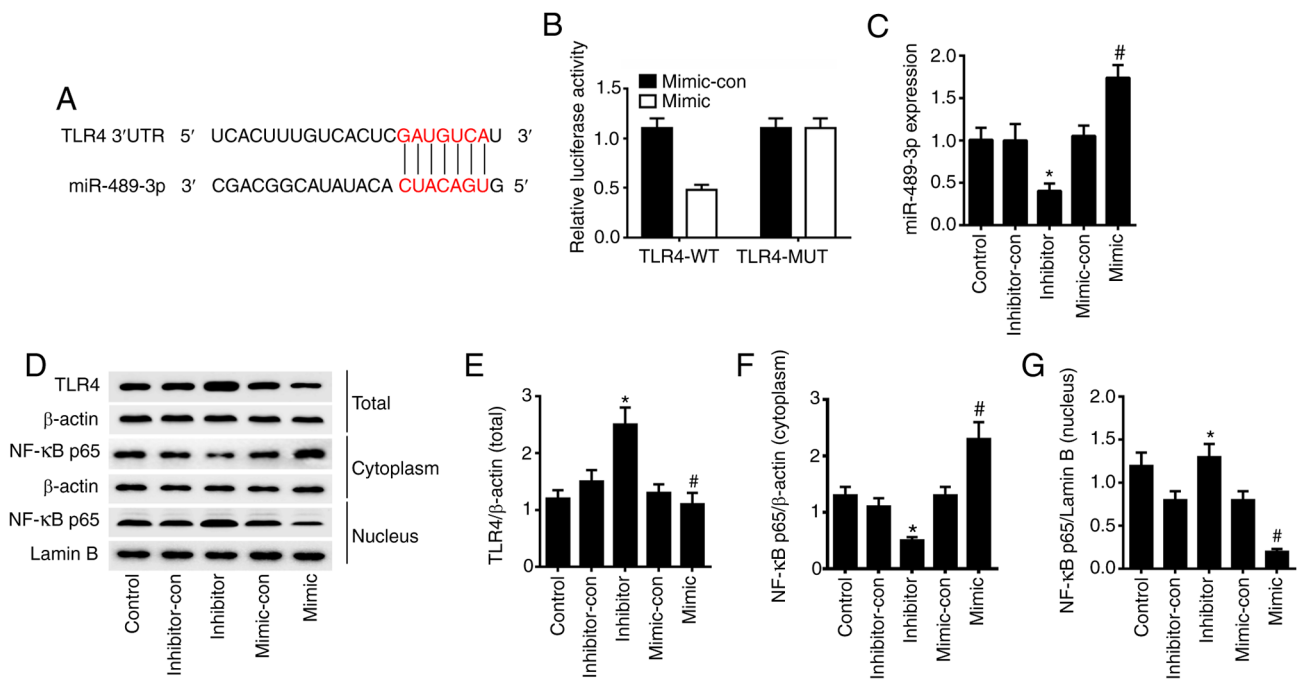 A
TLR4 3′UTR 5′ UCACUUUGUCACUCGAUGUCAU 3′
miR-489-3p 3′ CGACGGCAUAUACA CUACAGUG 5′
B
Relative luciferase activity
1.5
1.0
0.5
0.0
Mimic-con
Mimic
TLR4-WT TLR4-MUT
C
miR-489-3p expression
2.0
1.5
1.0
0.5
0.0
*
#
Control
Inhibitor-con
Inhibitor
Mimic-con
Mimic
D
TLR4
β-actin
Total
NF-κB p65
β-actin
Cytoplasm
NF-κB p65
Lamin B
Nucleus
Control
Inhibitor-con
Inhibitor
Mimic-con
Mimic
E
TLR4/β-actin (total)
3
2
1
0
*
#
Control
Inhibitor-con
Inhibitor
Mimic-con
Mimic
F
NF-κB p65/β-actin (cytoplasm)
3
2
1
0
*
#
Control
Inhibitor-con
Inhibitor
Mimic-con
Mimic
G
NF-κB p65/Lamin B (nucleus)
2.0
1.5
1.0
0.5
0.0
*
#
Control
Inhibitor-con
Inhibitor
Mimic-con
Mimic